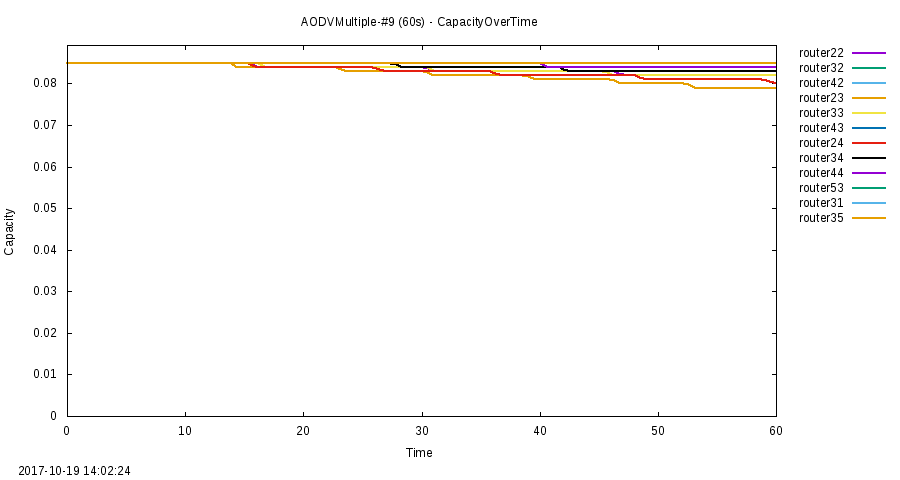 AODVMultiple-#9 (60s) - CapacityOverTime
router22
router32
router42
router23
router33
router43
router24
router34
router44
router53
router31
router35
0.08
0.07
0.06
0.05
0.04
0.03
0.02
0.01
0
Capacity
0 10 20 30 40 50 60
Time
2017-10-19 14:02:24